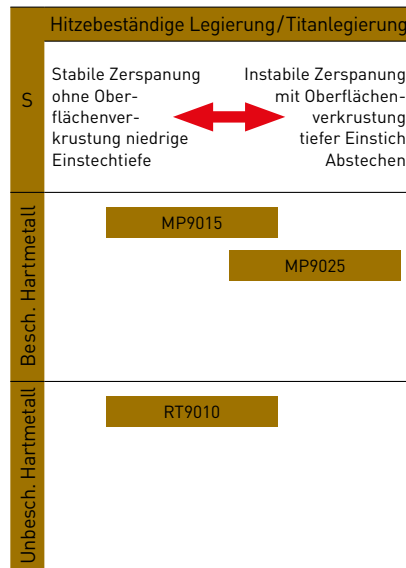 Hitzebeständige Legierung/Titanlegierung
S
Stabile Zerspanung
ohne Ober-
flächenver-
krustung niedrige
Einstechtiefe
Instabile Zerspanung
mit Oberflächen-
verkrustung
tiefer Einstich
Abstechen
Besch. Hartmetall
MP9015
MP9025
Unbesch. Hartmetall
RT9010